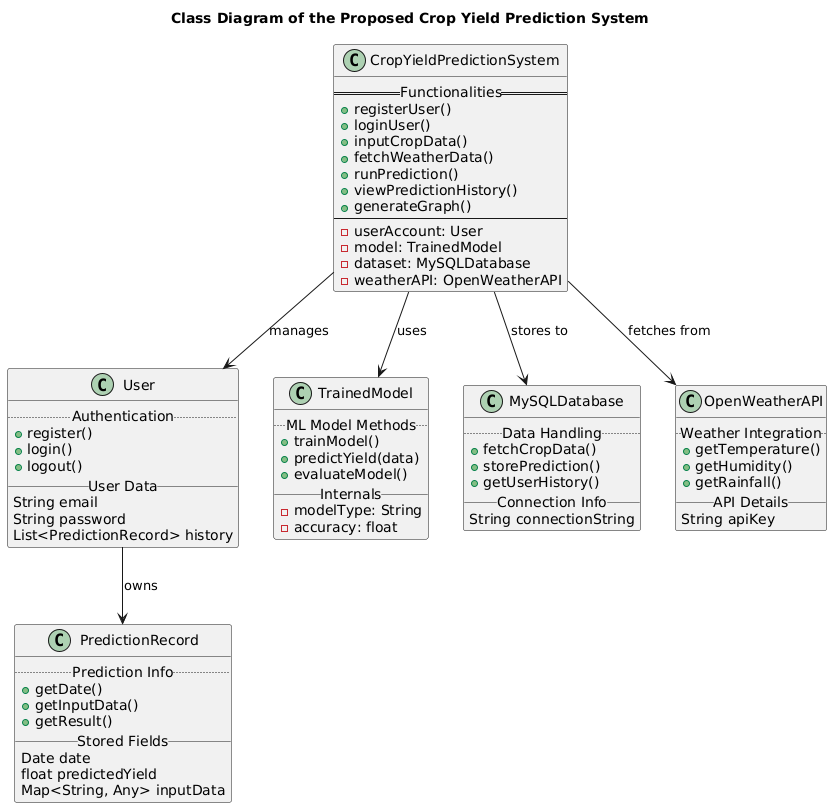 Class Diagram of the Proposed Crop Yield Prediction System
C CropYieldPredictionSystem
Functionalities
registerUser()
loginUser()
inputCropData()
fetchWeatherData()
runPrediction()
viewPredictionHistory()
generateGraph()
userAccount: User
model: TrainedModel
dataset: MySQLDatabase
weatherAPI: OpenWeatherAPI
manages
uses
stores to
fetches from
C User
Authentication
register()
login()
logout()
User Data
String email
String password
List<PredictionRecord> history
C TrainedModel
ML Model Methods
trainModel()
predictYield(data)
evaluateModel()
Internals
modelType: String
accuracy: float
C MySQLDatabase
Data Handling
fetchCropData()
storePrediction()
getUserHistory()
Connection Info
String connectionString
C OpenWeatherAPI
Weather Integration
getTemperature()
getHumidity()
getRainfall()
API Details
String apiKey
owns
C PredictionRecord
Prediction Info
getDate()
getInputData()
getResult()
Stored Fields
Date date
float predictedYield
Map<String, Any> inputData